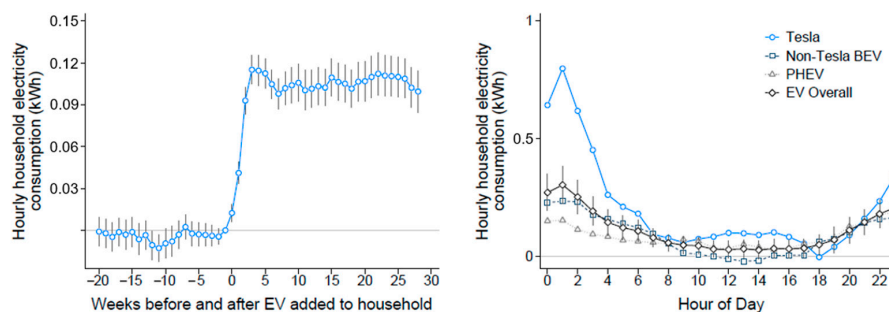 Hourly household electricity
consumption (kWh)
0.15
0.12
0.09
0.06
0.03
−20 −15 −10 −5 0 5 10 15 20 25 30
Weeks before and after EV added to household
Hourly household electricity
consumption (kWh)
1
0.5
0
0 2 4 6 8 10 12 14 16 18 20 22
Hour of Day
Tesla
Non-Tesla BEV
PHEV
EV Overall